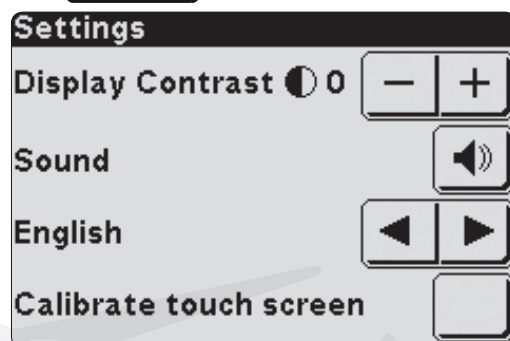 Settings
Display Contrast 0 − +
Sound
English
Calibrate touch screen